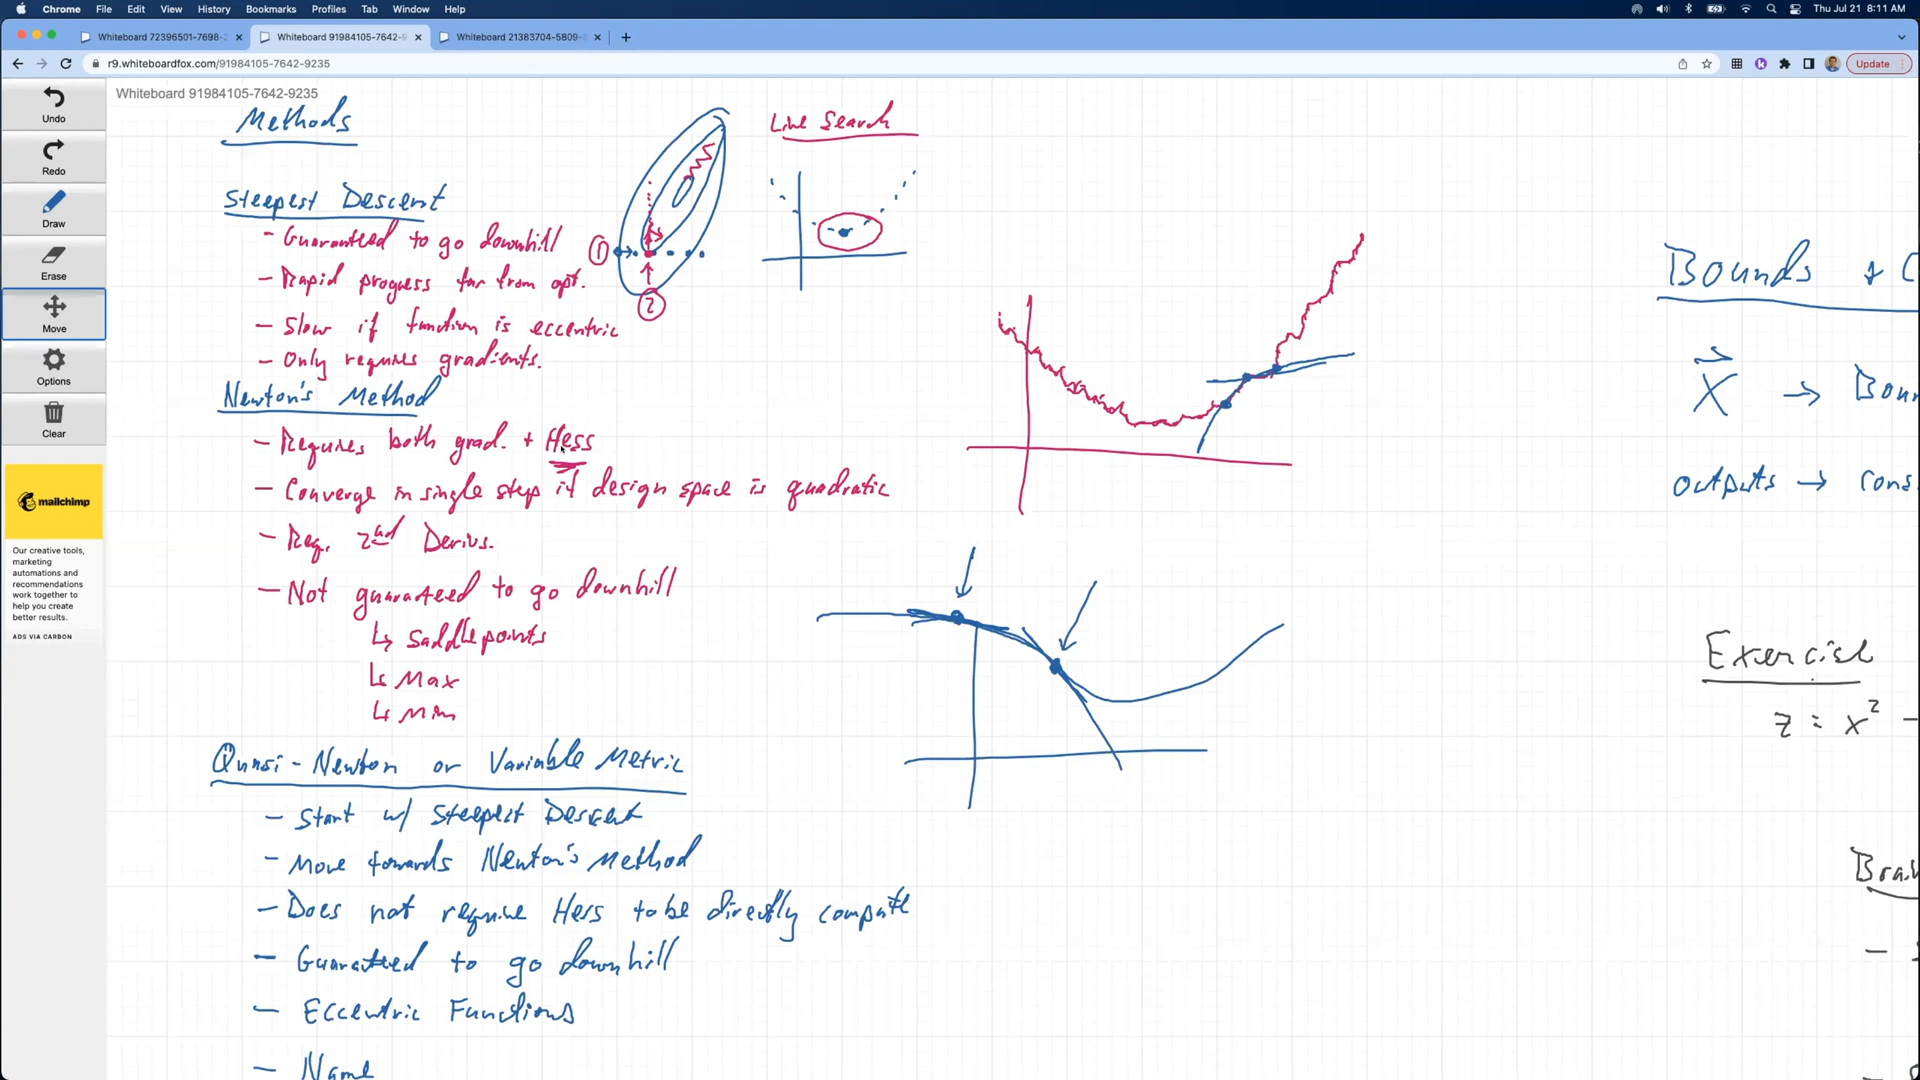 Chrome File Edit View History Bookmarks Profiles Tab Window Help Thu Jul 21 8:11 AM
Whiteboard 72396501-7698-2 Whiteboard 91984105-7642-9 Whiteboard 21383704-5809-8
r9.whiteboardfox.com/91984105-7642-9235 Update
Whiteboard 91984105-7642-9235
Undo
Redo
Draw
Erase
Move
Options
Clear
mailchimp
Our creative tools,
marketing
automations and
recommendations
work together to
help you create
better results.
ADS VIA CARBON
Methods
Steepest Descent
- Guaranteed to go downhill
- Rapid progress far from opt.
- Slow if function is eccentric
- Only requires gradients.
Newton's Method
- Requires both grad. + Hess
- Converge in single step if design space is quadratic
- Req. 2nd Derivs.
- Not guaranteed to go downhill
↳ Saddle points
↳ Max
↳ Min
Quasi-Newton or Variable Metric
- Start w/ Steepest Descent
- Move towards Newton's Method
- Does not require Hess to be directly compute
- Guaranteed to go downhill
- Eccentric Functions
- Name
1
2
Line Search
Bounds + C
X → Boun
outputs → cons
Exercise
z = x² -